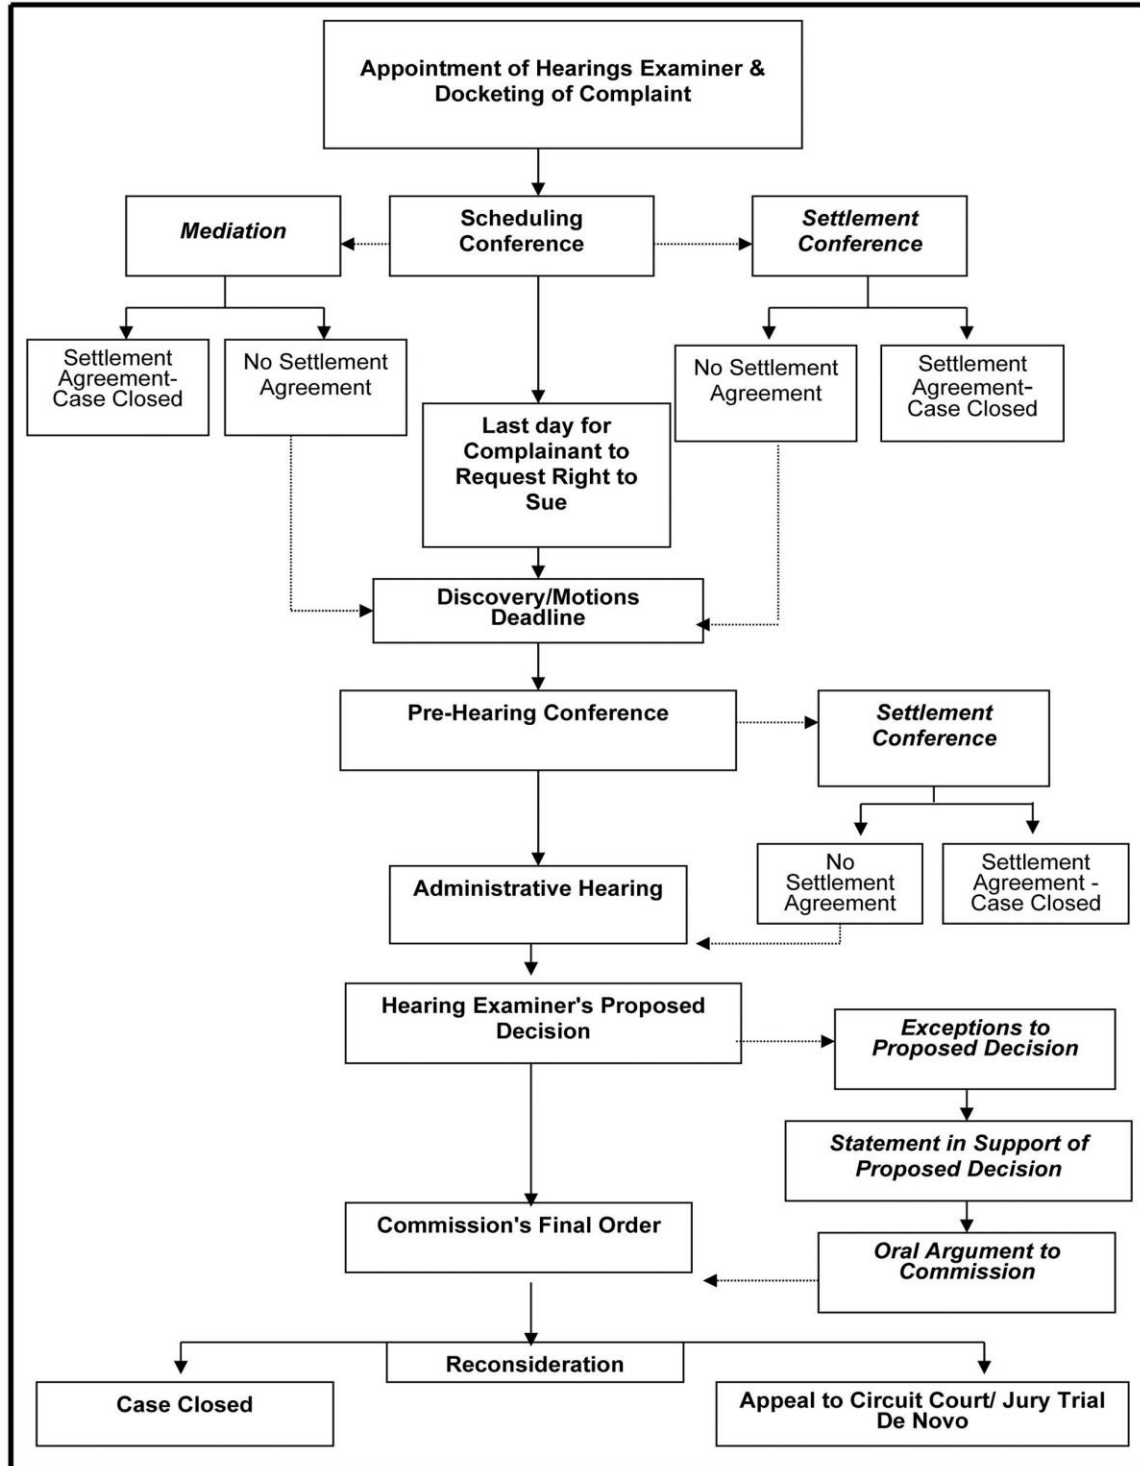 Appointment of Hearings Examiner &
Docketing of Complaint
Mediation
Scheduling
Conference
Settlement
Conference
Settlement
Agreement-
Case Closed
No Settlement
Agreement
No Settlement
Agreement
Settlement
Agreement-
Case Closed
Last day for
Complainant to
Request Right to
Sue
Discovery/Motions
Deadline
Pre-Hearing Conference
Settlement
Conference
No
Settlement
Agreement
Settlement
Agreement -
Case Closed
Administrative Hearing
Hearing Examiner's Proposed
Decision
Exceptions to
Proposed Decision
Statement in Support of
Proposed Decision
Commission's Final Order
Oral Argument to
Commission
Reconsideration
Case Closed
Appeal to Circuit Court/ Jury Trial
De Novo